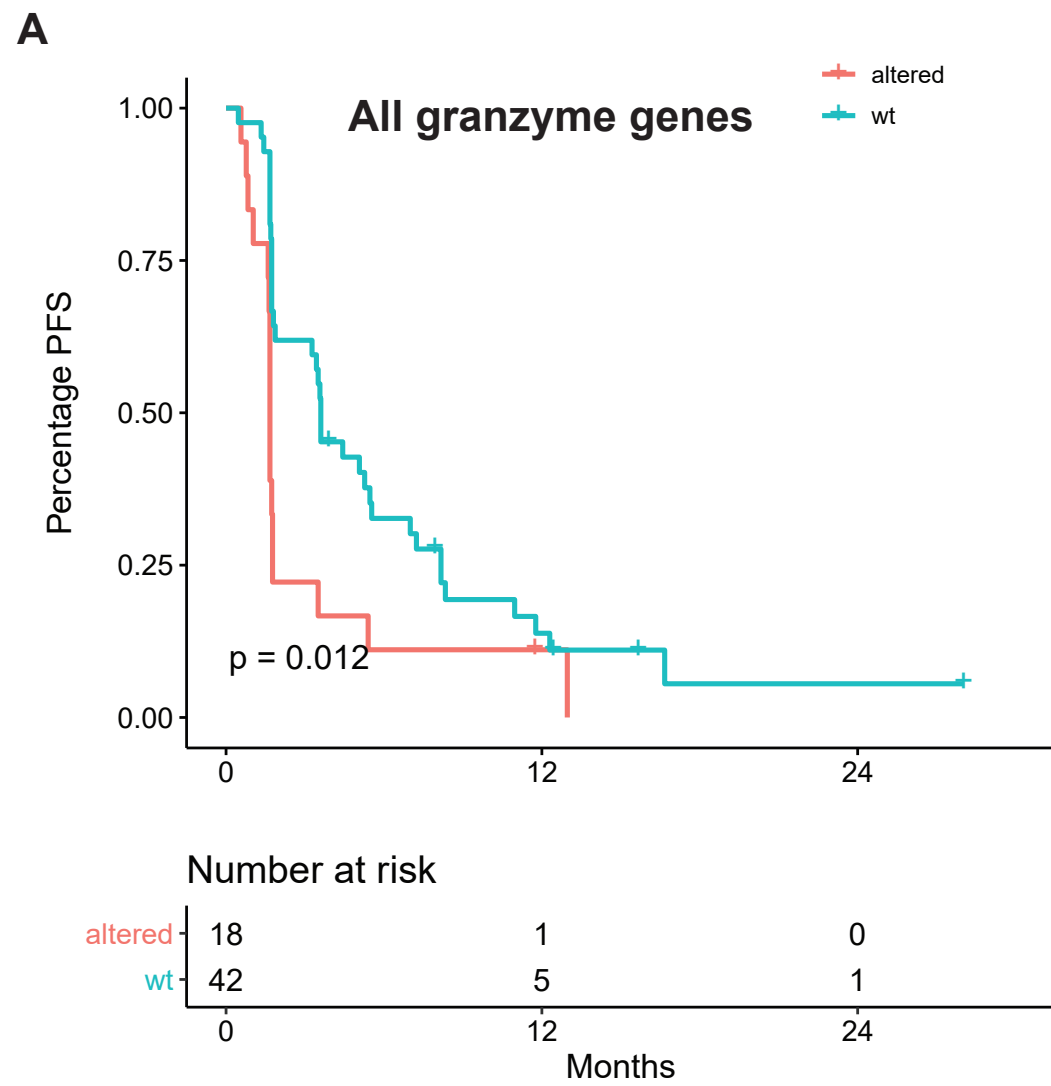 A
altered
wt
All granzyme genes
Percentage PFS
1.00
0.75
0.50
0.25
0.00
p = 0.012
0 12 24
Number at risk
altered 18 1 0
wt 42 5 1
0 12 24
Months